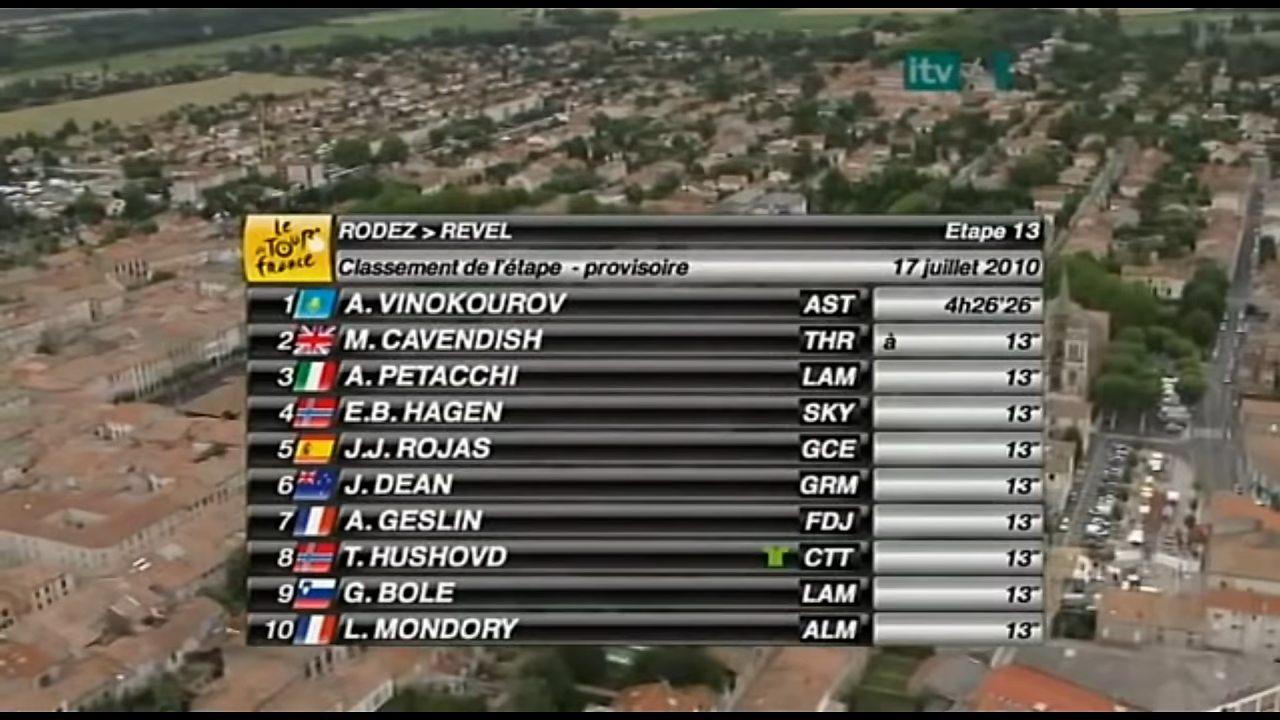 itv4
le
Tour
de
france
RODEZ > REVEL Etape 13
Classement de l'étape - provisoire 17 juillet 2010
1 A. VINOKOUROV AST 4h26'26"
2 M. CAVENDISH THR à 13"
3 A. PETACCHI LAM 13"
4 E.B. HAGEN SKY 13"
5 J.J. ROJAS GCE 13"
6 J. DEAN GRM 13"
7 A. GESLIN FDJ 13"
8 T. HUSHOVD CTT 13"
9 G. BOLE LAM 13"
10 L. MONDORY ALM 13"